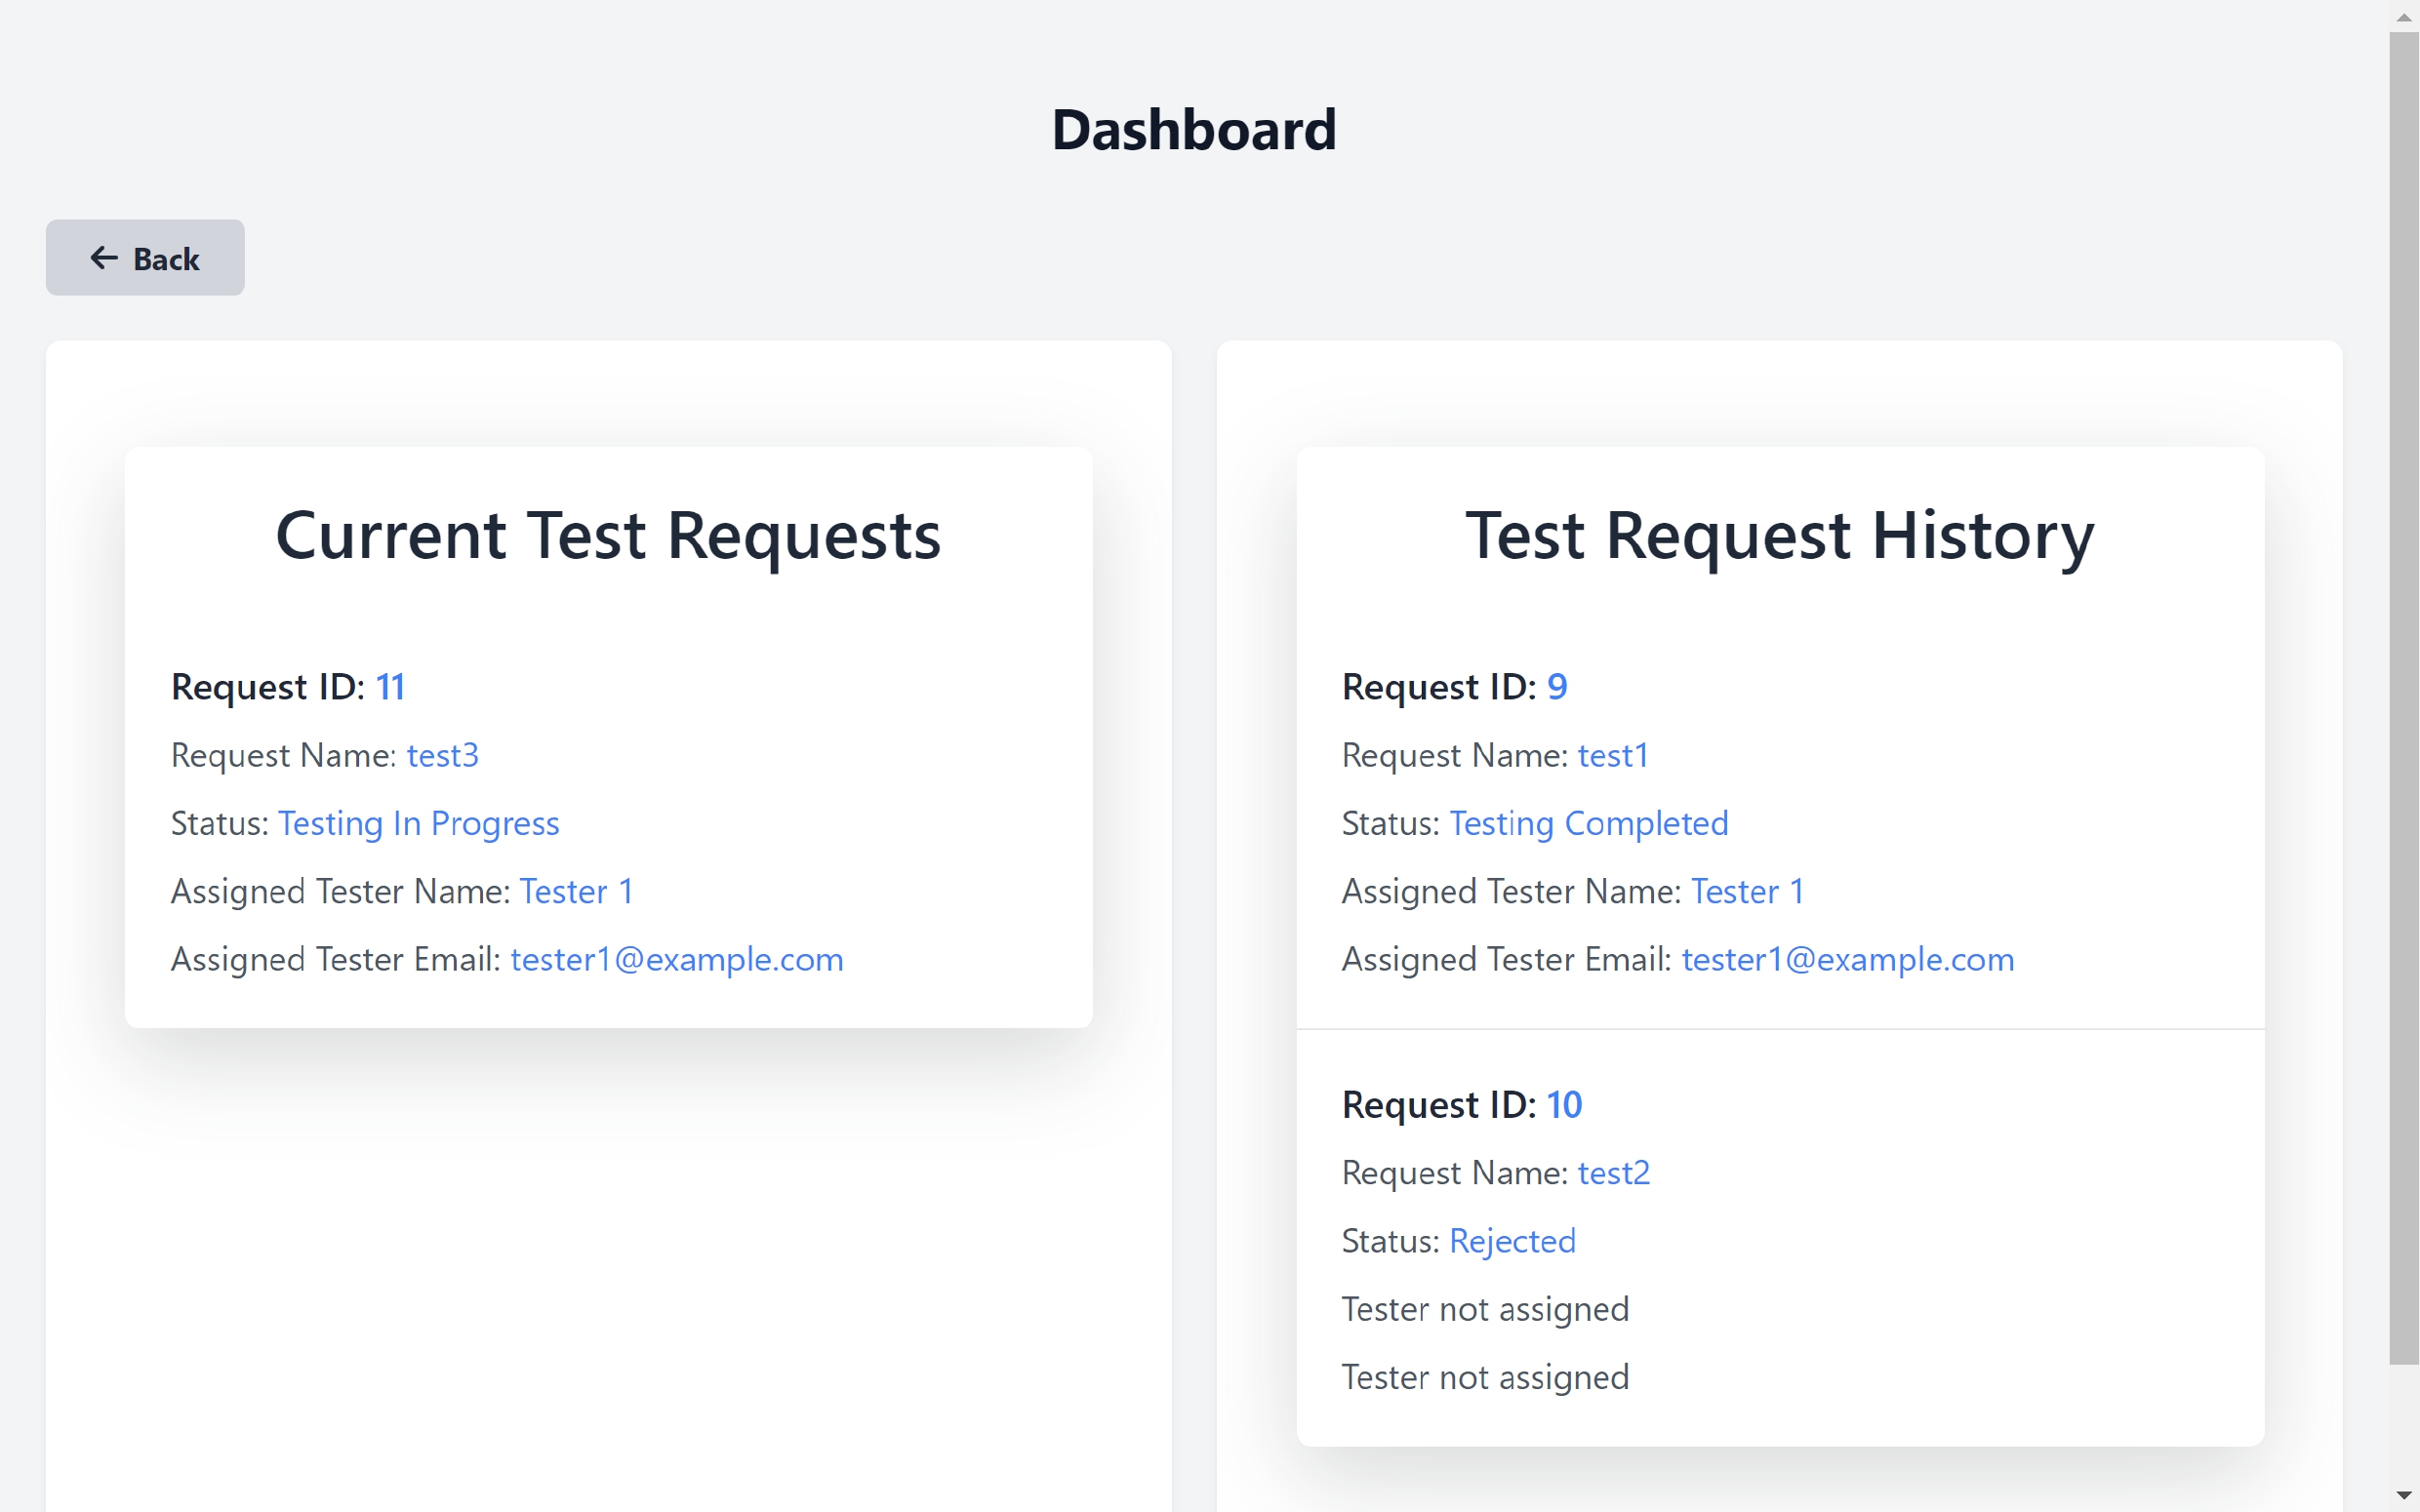 Dashboard
Back
Current Test Requests
Request ID: 11
Request Name: test3
Status: Testing In Progress
Assigned Tester Name: Tester 1
Assigned Tester Email: tester1@example.com
Test Request History
Request ID: 9
Request Name: test1
Status: Testing Completed
Assigned Tester Name: Tester 1
Assigned Tester Email: tester1@example.com
Request ID: 10
Request Name: test2
Status: Rejected
Tester not assigned
Tester not assigned